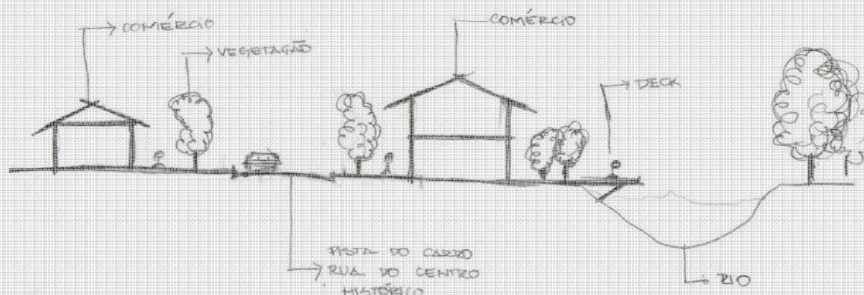 COMÉRCIO
VEGETAÇÃO
COMÉRCIO
DECK
PISTA DO CARRO
RUA DO CENTRO
HISTÓRICO
RIO